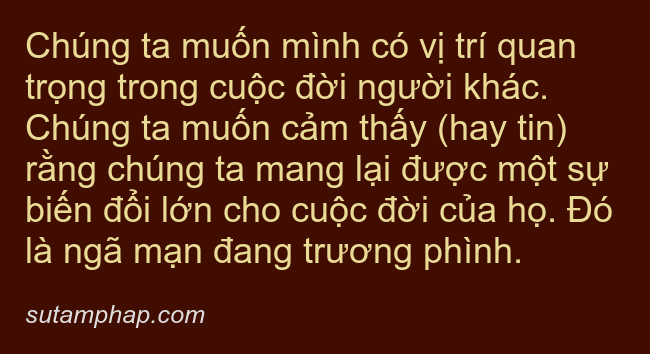 Chúng ta muốn mình có vị trí quan
trọng trong cuộc đời người khác.
Chúng ta muốn cảm thấy (hay tin)
rằng chúng ta mang lại được một sự
biến đổi lớn cho cuộc đời của họ. Đó
là ngã mạn đang trương phình.
sutamphap.com